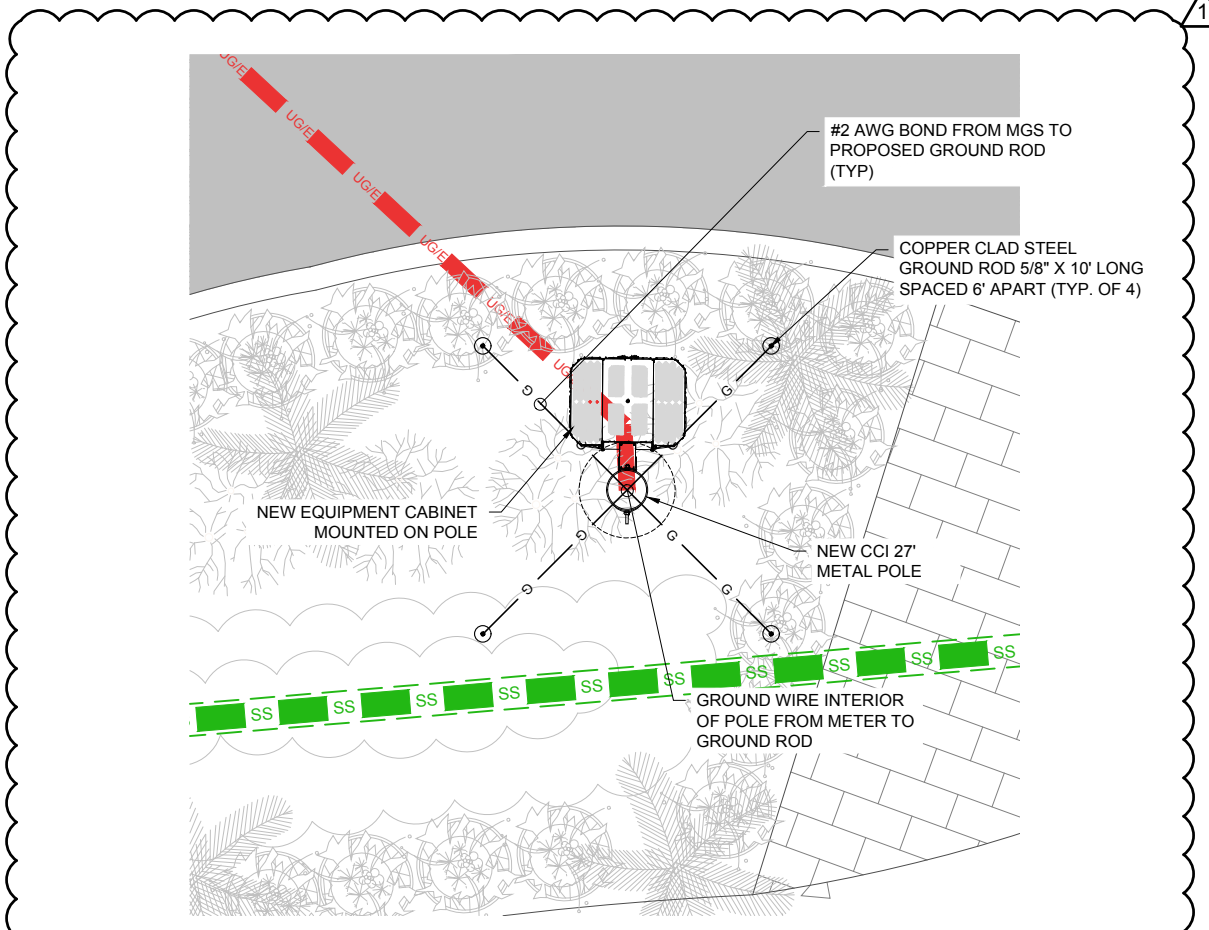 1
UG/E
UG/E
UG/E
UG/E
UG/E
UG
#2 AWG BOND FROM MGS TO
PROPOSED GROUND ROD
(TYP)
COPPER CLAD STEEL
GROUND ROD 5/8" X 10' LONG
SPACED 6' APART (TYP. OF 4)
G
G
NEW EQUIPMENT CABINET
MOUNTED ON POLE
G
G
NEW CCI 27'
METAL POLE
SS SS SS SS SS SS SS SS SS SS
GROUND WIRE INTERIOR
OF POLE FROM METER TO
GROUND ROD